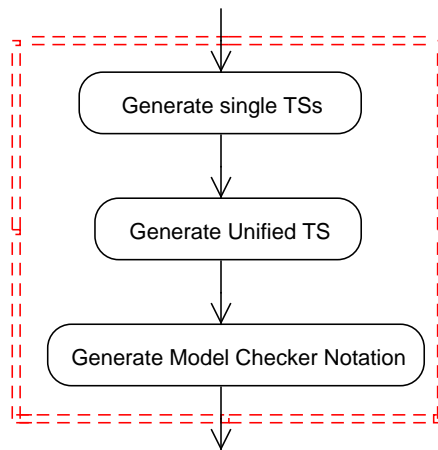 Generate single TSs
Generate Unified TS
Generate Model Checker Notation